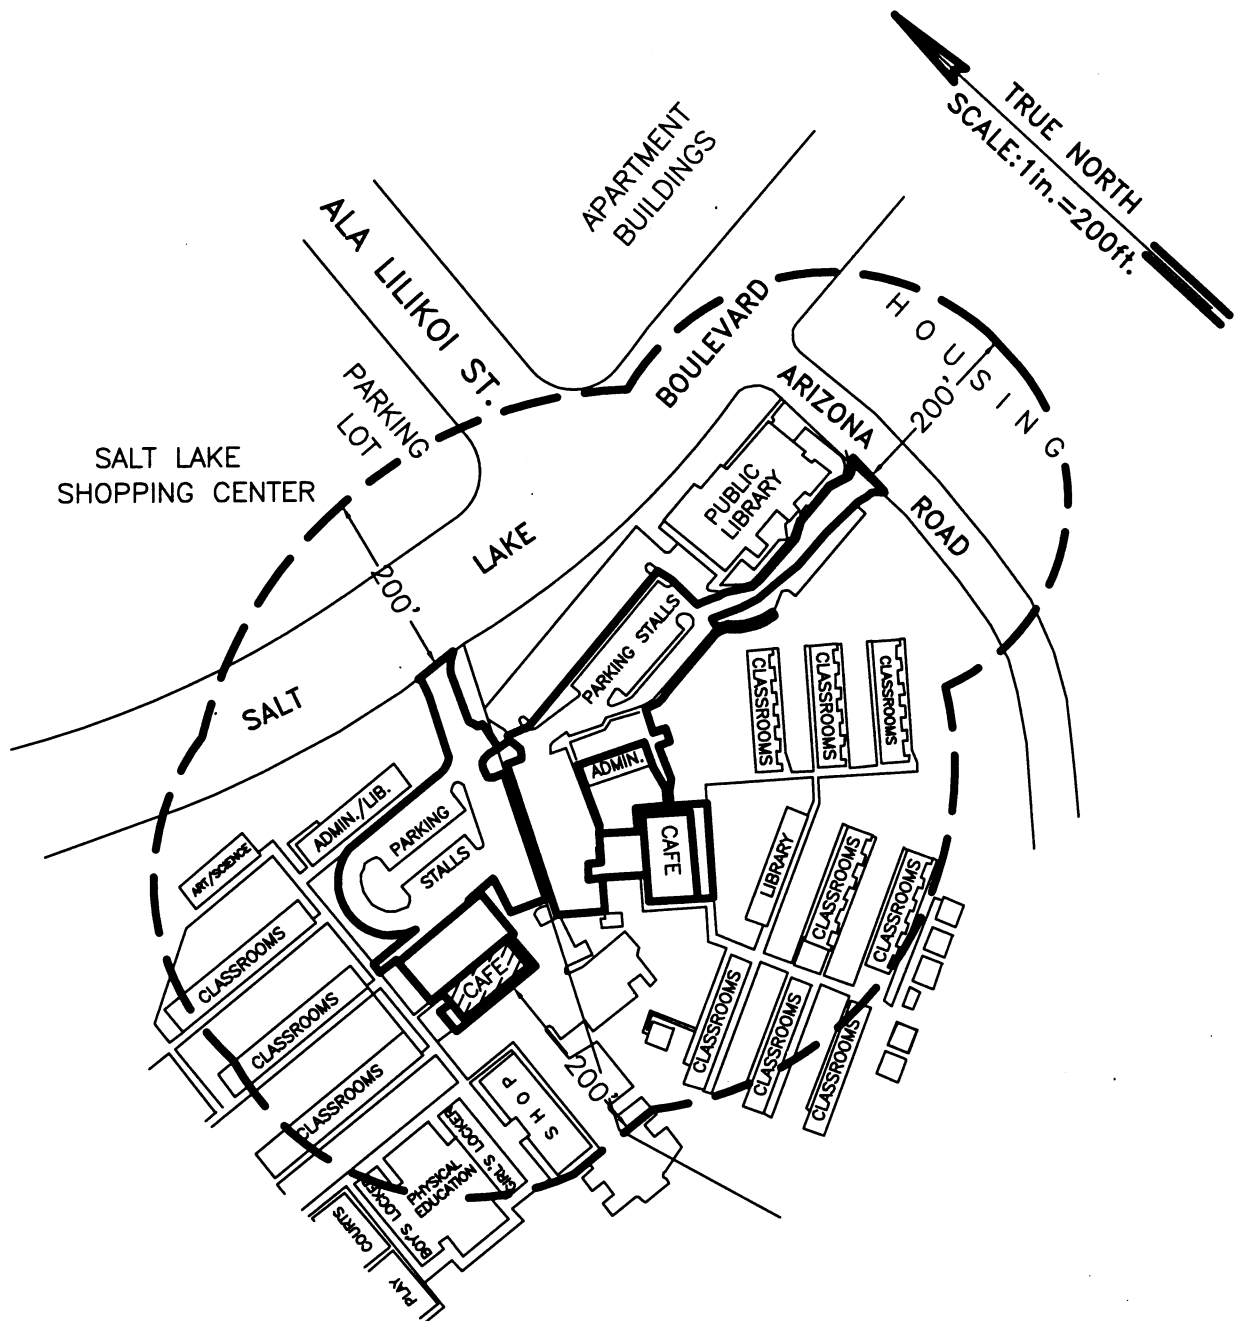 TRUE NORTH
SCALE:1in.=200ft.
APARTMENT
BUILDINGS
ALA LILIKOI ST.
BOULEVARD
HOUSING
200'
ARIZONA
ROAD
PARKING
LOT
SALT LAKE
SHOPPING CENTER
PUBLIC
LIBRARY
LAKE
200'
SALT
PARKING STALLS
CLASSROOMS
CLASSROOMS
CLASSROOMS
ADMIN.
ADMIN./LIB.
PARKING
STALLS
CAFE
ART/SCIENCE
LIBRARY
CLASSROOMS
CLASSROOMS
CLASSROOMS
CAFE
CLASSROOMS
CLASSROOMS
CLASSROOMS
CLASSROOMS
CLASSROOMS
200'
SHOP
GIRL'S LOCKER
PHYSICAL
EDUCATION
BOY'S LOCKER
COURTS
PLAY